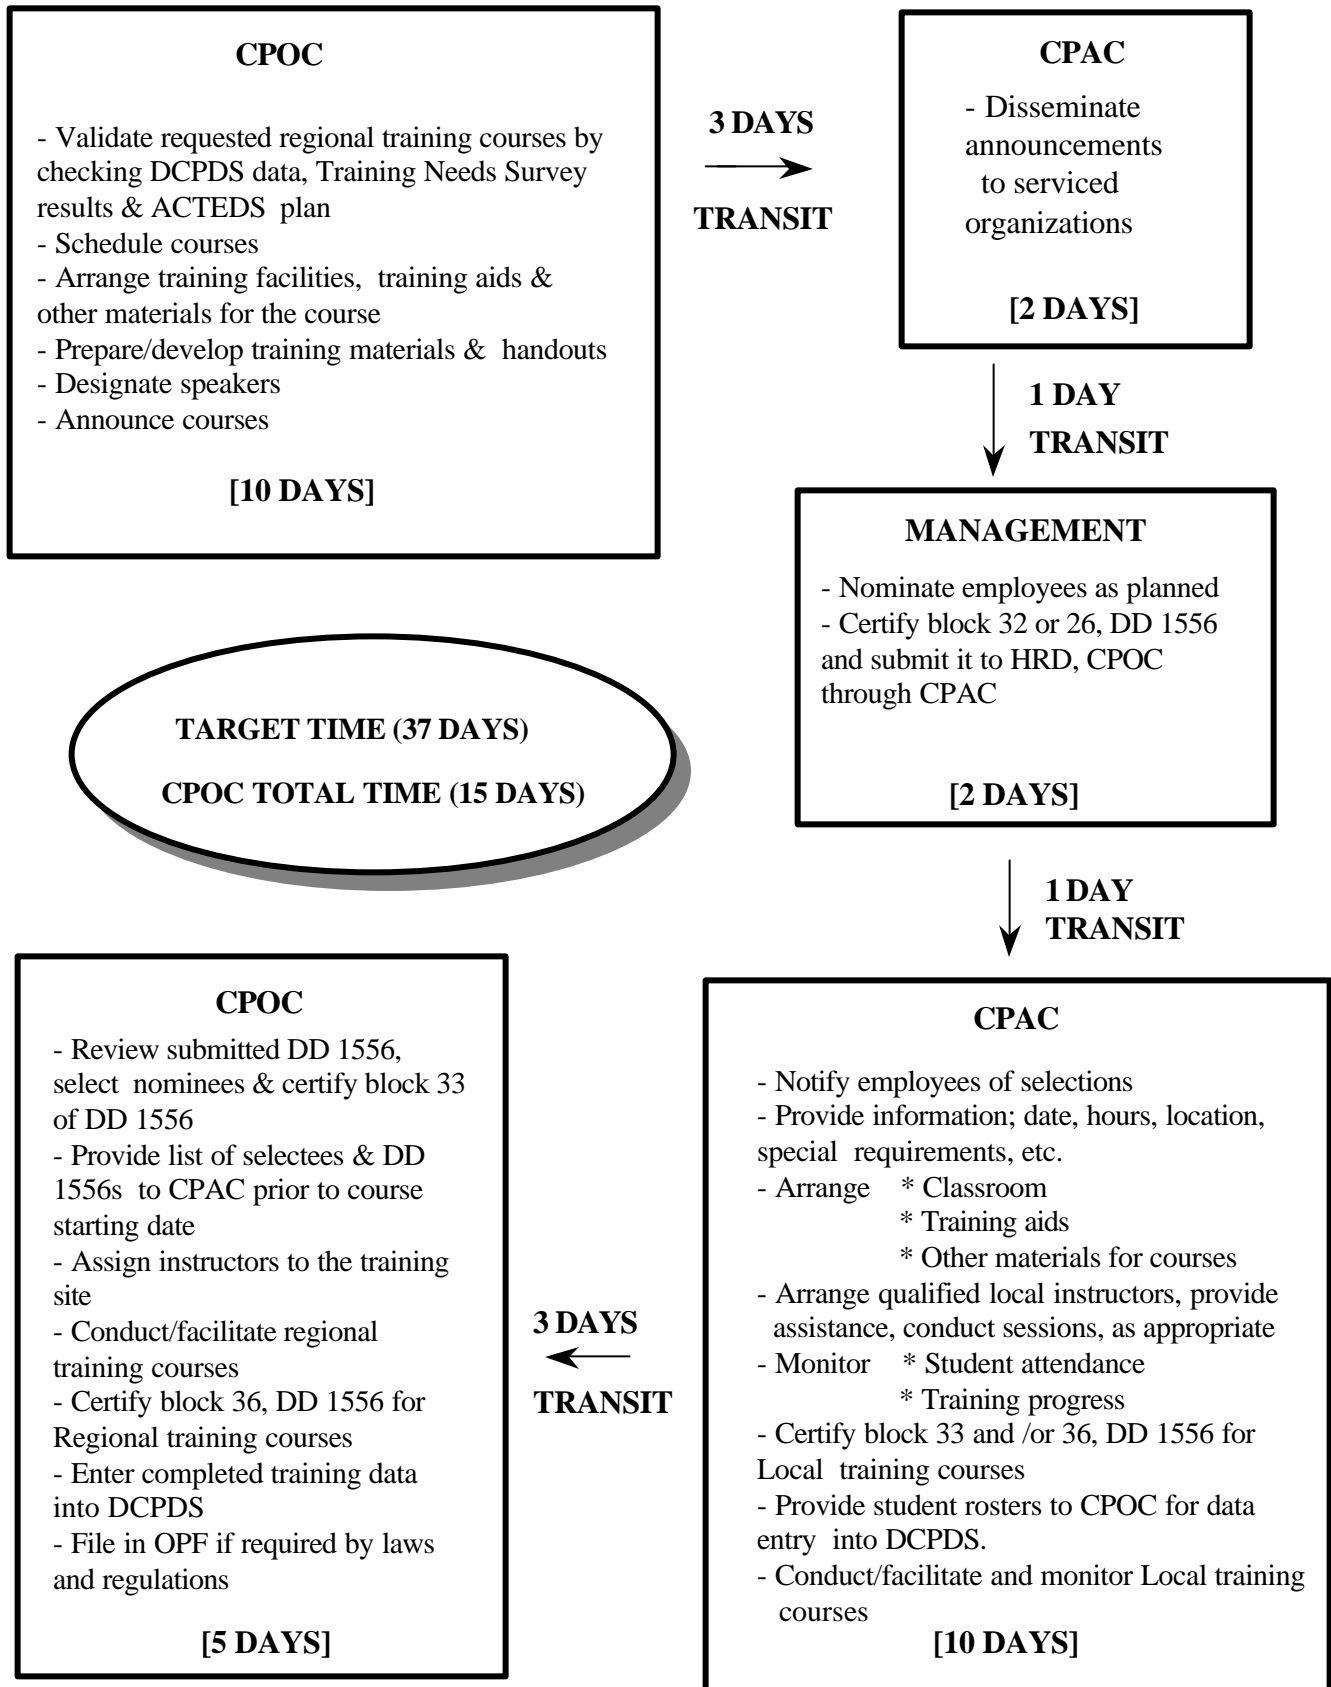 CPOC
- Validate requested regional training courses by
checking DCPDS data, Training Needs Survey
results & ACTEDS plan
- Schedule courses
- Arrange training facilities, training aids &
other materials for the course
- Prepare/develop training materials & handouts
- Designate speakers
- Announce courses
[10 DAYS]
3 DAYS
TRANSIT
CPAC
- Disseminate
announcements
to serviced
organizations
[2 DAYS]
1 DAY
TRANSIT
MANAGEMENT
- Nominate employees as planned
- Certify block 32 or 26, DD 1556
and submit it to HRD, CPOC
through CPAC
[2 DAYS]
TARGET TIME (37 DAYS)
CPOC TOTAL TIME (15 DAYS)
1 DAY
TRANSIT
CPAC
- Notify employees of selections
- Provide information; date, hours, location,
special requirements, etc.
- Arrange * Classroom
* Training aids
* Other materials for courses
- Arrange qualified local instructors, provide
assistance, conduct sessions, as appropriate
- Monitor * Student attendance
* Training progress
- Certify block 33 and /or 36, DD 1556 for
Local training courses
- Provide student rosters to CPOC for data
entry into DCPDS.
- Conduct/facilitate and monitor Local training
courses
[10 DAYS]
3 DAYS
TRANSIT
CPOC
- Review submitted DD 1556,
select nominees & certify block 33
of DD 1556
- Provide list of selectees & DD
1556s to CPAC prior to course
starting date
- Assign instructors to the training
site
- Conduct/facilitate regional
training courses
- Certify block 36, DD 1556 for
Regional training courses
- Enter completed training data
into DCPDS
- File in OPF if required by laws
and regulations
[5 DAYS]